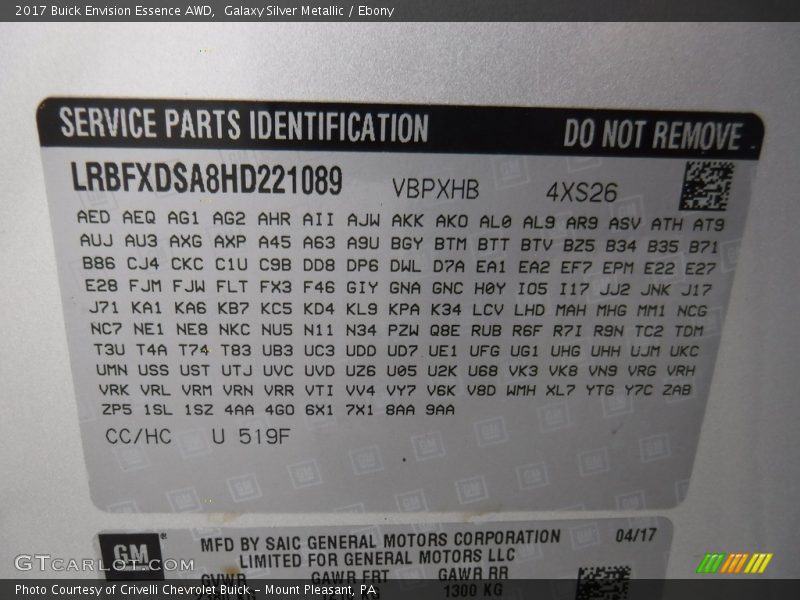 2017 Buick Envision Essence AWD,  Galaxy Silver Metallic / Ebony
SERVICE PARTS IDENTIFICATION DO NOT REMOVE
LRBFXDSA8HD221089 VBPXHB 4XS26
AED AEQ AG1 AG2 AHR AII AJW AKK AKO AL0 AL9 AR9 ASV ATH AT9
AUJ AU3 AXG AXP A45 A63 A9U BGY BTM BTT BTV BZ5 B34 B35 B71
B86 CJ4 CKC C1U C9B DD8 DP6 DWL D7A EA1 EA2 EF7 EPM E22 E27
E28 FJM FJW FLT FX3 F46 GIY GNA GNC H0Y IO5 I17 JJ2 JNK J17
J71 KA1 KA6 KB7 KC5 KD4 KL9 KPA K34 LCV LHD MAH MHG MM1 NCG
NC7 NE1 NE8 NKC NU5 N11 N34 PZW Q8E RUB R6F R7I R9N TC2 TDM
T3U T4A T74 T83 UB3 UC3 UDD UD7 UE1 UFG UG1 UHG UHH UJM UKC
UMN USS UST UTJ UVC UVD UZ6 U05 U2K U68 VK3 VK8 VN9 VRG VRH
VRK VRL VRM VRN VRR VTI VV4 VY7 V6K V8D WMH XL7 YTG Y7C ZAB
ZP5 1SL 1SZ 4AA 4GO 6X1 7X1 8AA 9AA
CC/HC U 519F
GM MFD BY SAIC GENERAL MOTORS CORPORATION 04/17
LIMITED FOR GENERAL MOTORS LLC
GVWR GAWR FRT GAWR RR
1300 KG
GTCARLOT.COM
Photo Courtesy of Crivelli Chevrolet Buick - Mount Pleasant, PA